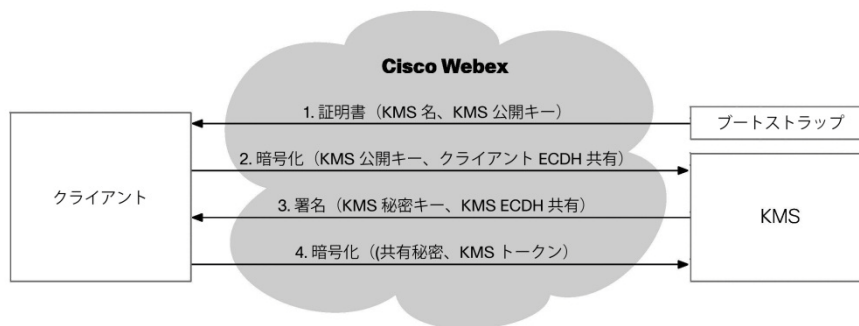 Cisco Webex
1. 証明書（KMS 名、KMS 公開キー）
ブートストラップ
2. 暗号化（KMS 公開キー、クライアント ECDH 共有）
クライアント
3. 署名（KMS 秘密キー、KMS ECDH 共有）
KMS
4. 暗号化（(共有秘密、KMS トークン）